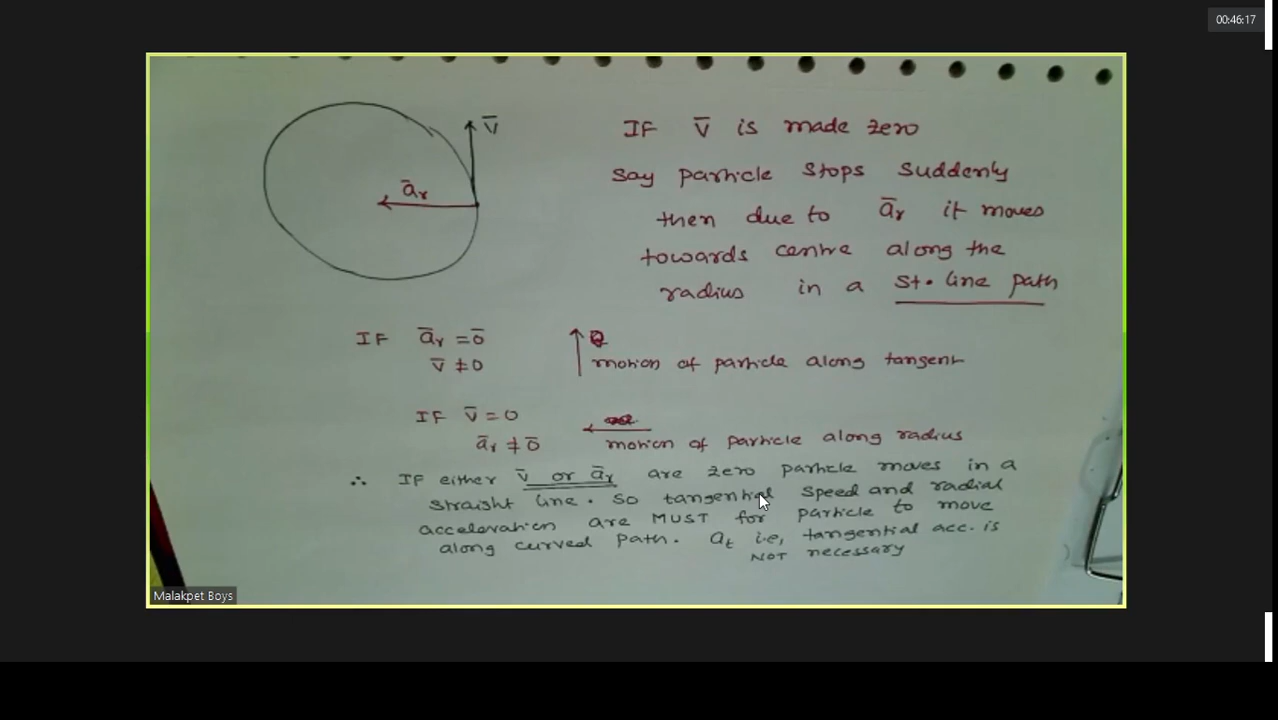 00:46:17
V̄
ā_r
IF V̄ is made zero
Say particle stops suddenly
then due to ā_r it moves
towards centre along the
radius in a St. line path
IF ā_r = 0̄
V̄ ≠ 0
motion of particle along tangent
IF V̄ = 0
ā_r ≠ 0̄
motion of particle along radius
∴ IF either V̄ or ā_r are zero particle moves in a
straight line. So tangential speed and radial
acceleration are MUST for particle to move
along curved path. a_t i.e, tangential acc. is
NOT necessary
Malakpet Boys